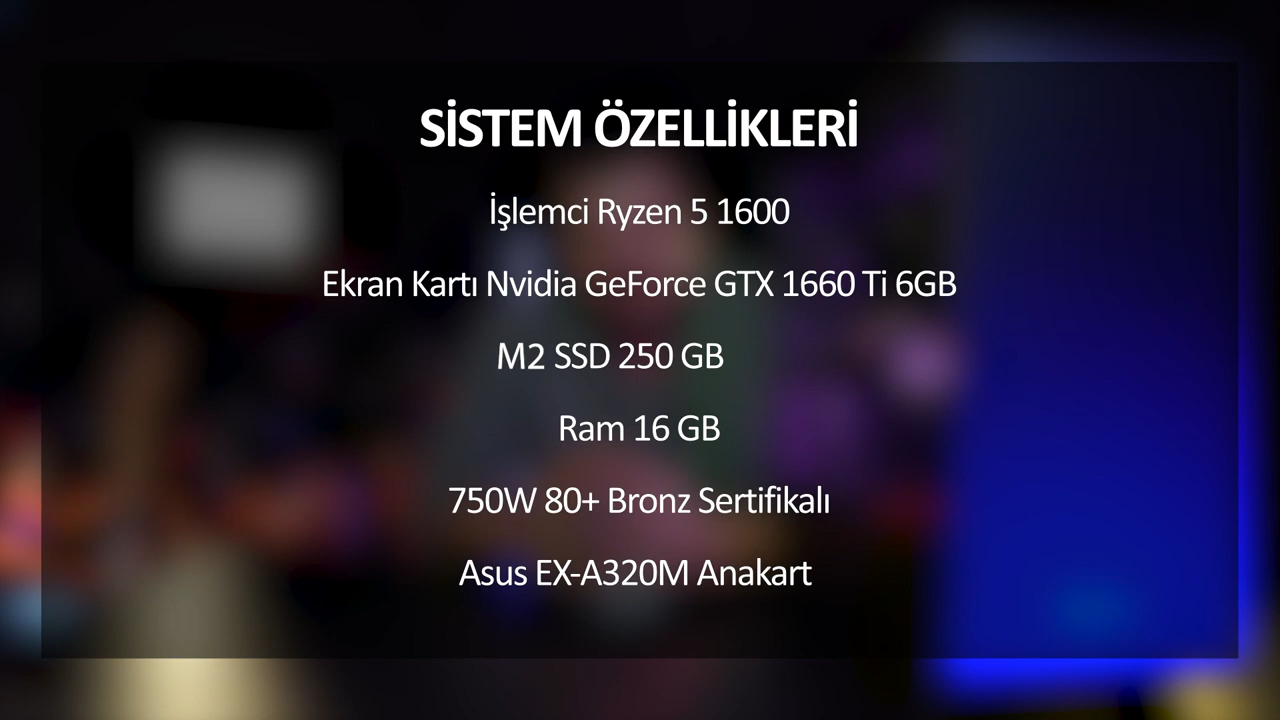 SİSTEM ÖZELLİKLERİ
İşlemci Ryzen 5 1600
Ekran Kartı Nvidia GeForce GTX 1660 Ti 6GB
M2 SSD 250 GB
Ram 16 GB
750W 80+ Bronz Sertifikalı
Asus EX-A320M Anakart